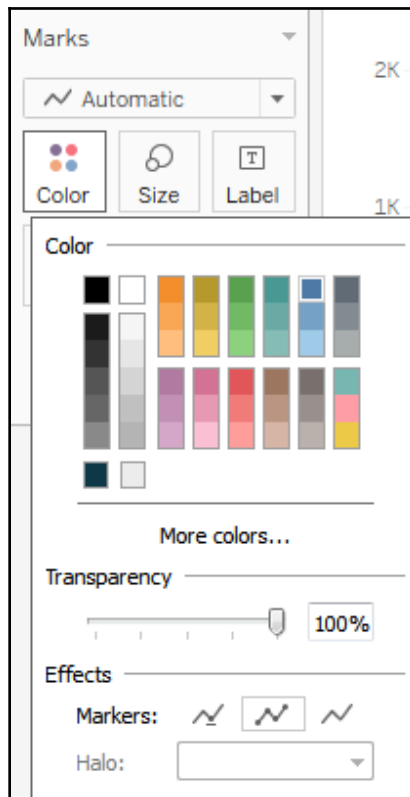 Marks
2K
Automatic
T
Color Size Label
1K
Color
More colors...
Transparency
100%
Effects
Markers:
Halo: